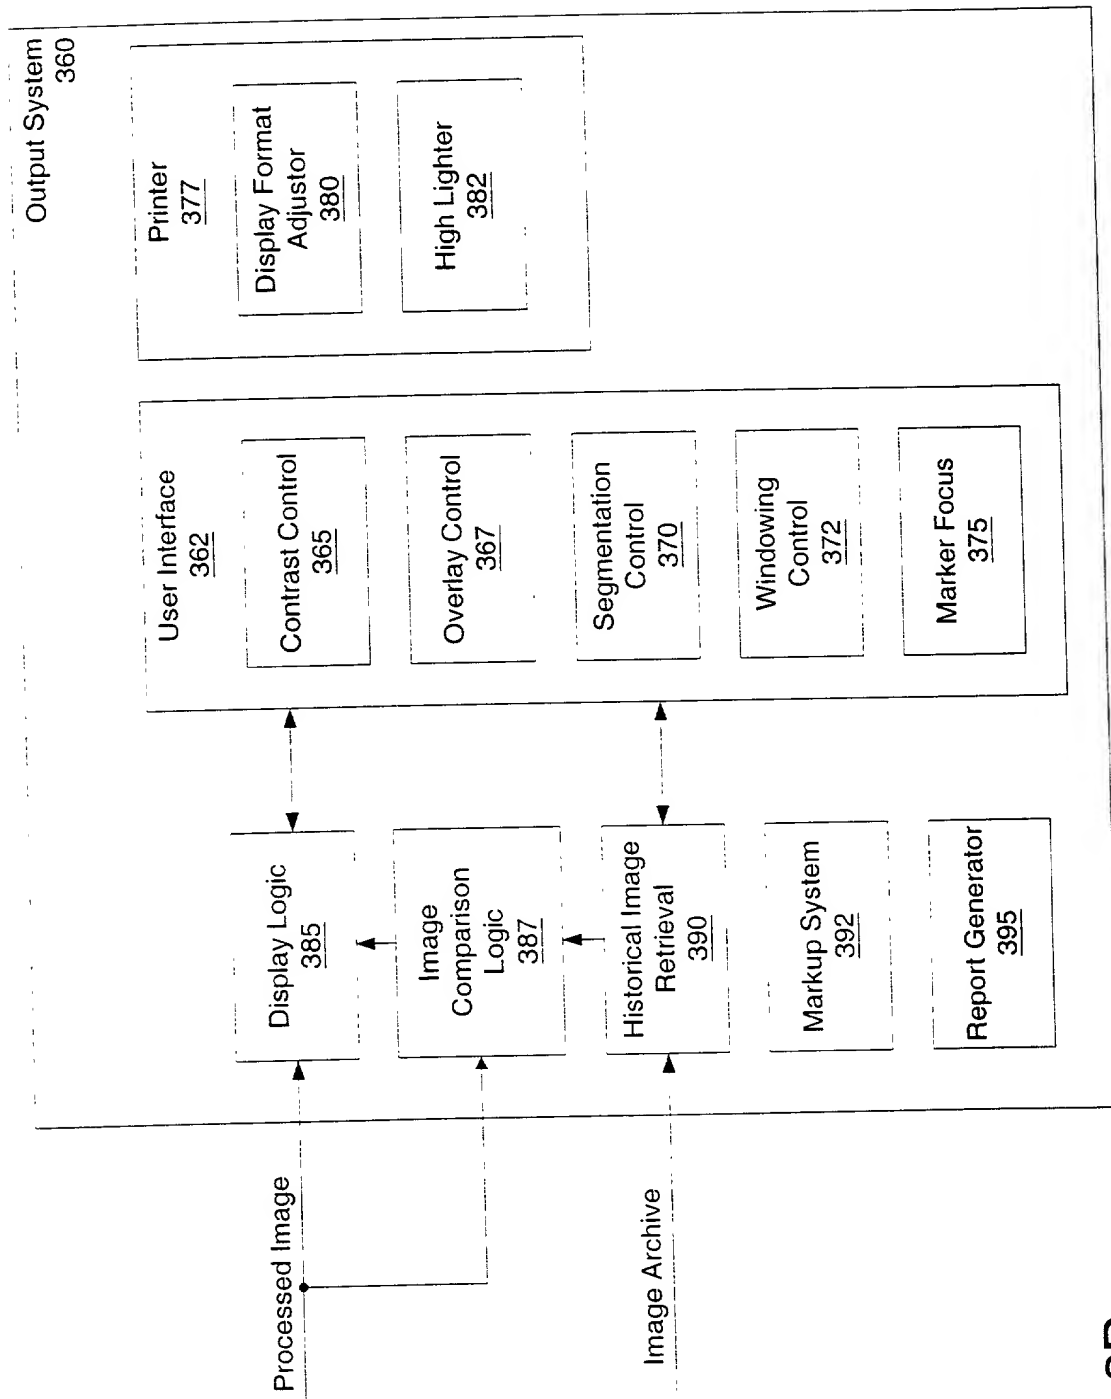 Output System
360
Processed Image
Image Archive
Display Logic
385
Image
Comparison
Logic
387
Historical Image
Retrieval
390
Markup System
392
Report Generator
395
User Interface
362
Contrast Control
365
Overlay Control
367
Segmentation
Control
370
Windowing
Control
372
Marker Focus
375
Printer
377
Display Format
Adjustor
380
High Lighter
382